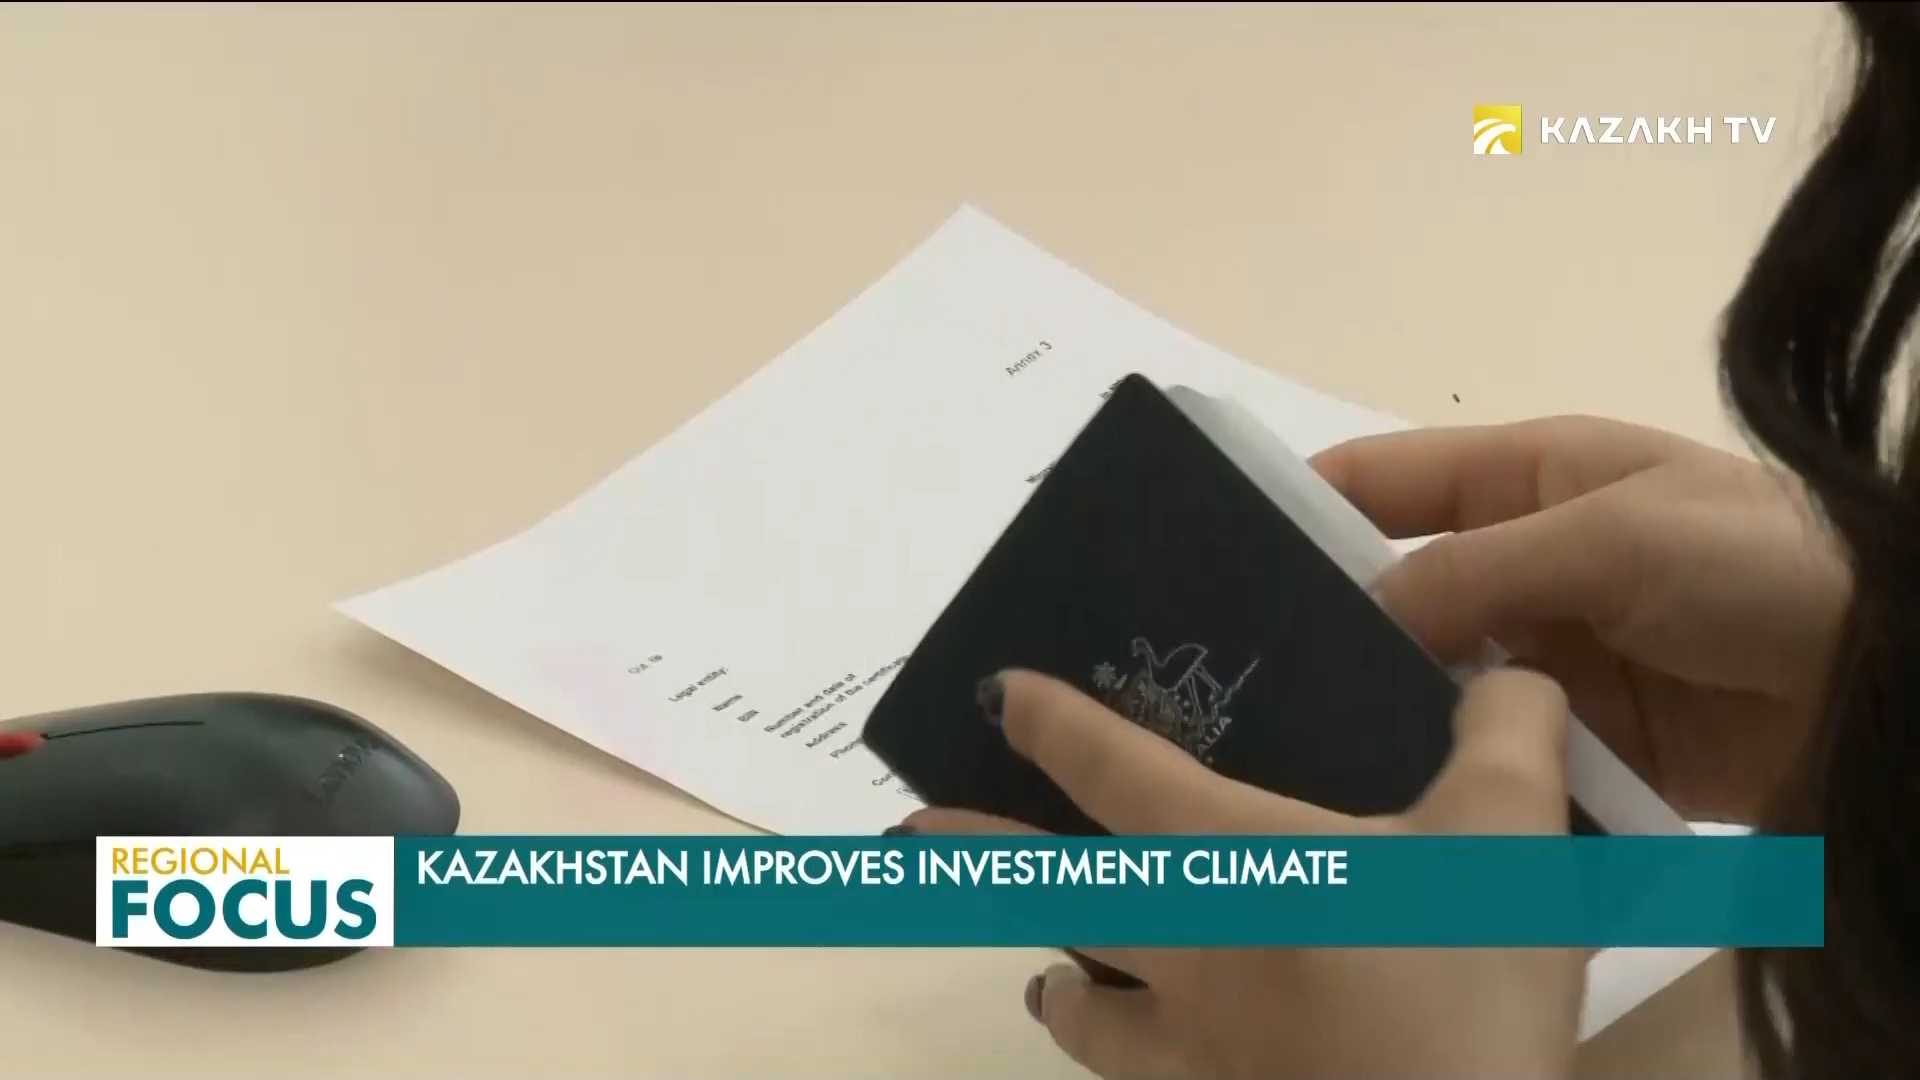 KAZAKH TV
Annex 3
Legal entity:
Name
BIN
Number and date of
registration of the certificate
Address
ALIA
REGIONAL
FOCUS
KAZAKHSTAN IMPROVES INVESTMENT CLIMATE